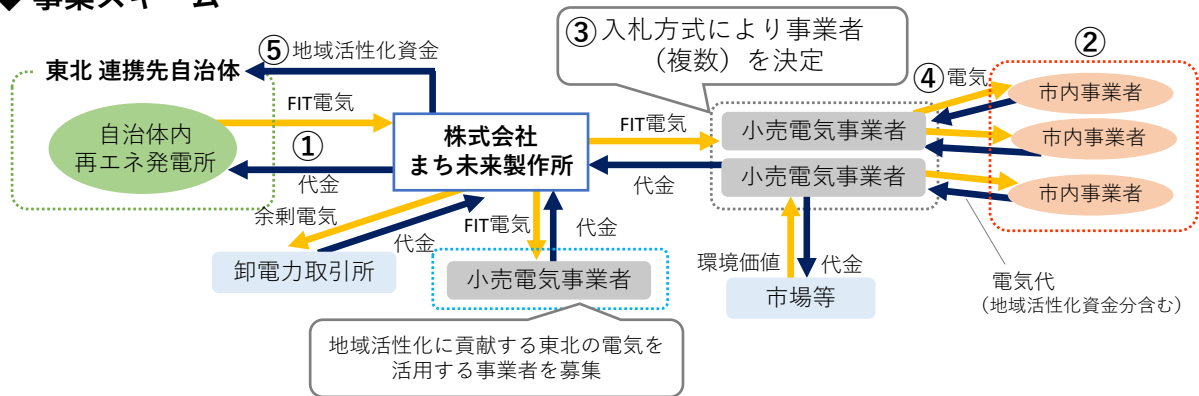 ◆ 事業スキーム
⑤ 地域活性化資金
東北 連携先自治体
FIT電気
自治体内
再エネ発電所
①
代金
株式会社
まち未来製作所
余剰電気
代金
卸電力取引所
FIT電気
代金
小売電気事業者
地域活性化に貢献する東北の電気を
活用する事業者を募集
③ 入札方式により事業者
（複数）を決定
FIT電気
代金
小売電気事業者
小売電気事業者
環境価値
代金
市場等
④ 電気
②
市内事業者
市内事業者
市内事業者
電気代
（地域活性化資金分含む）